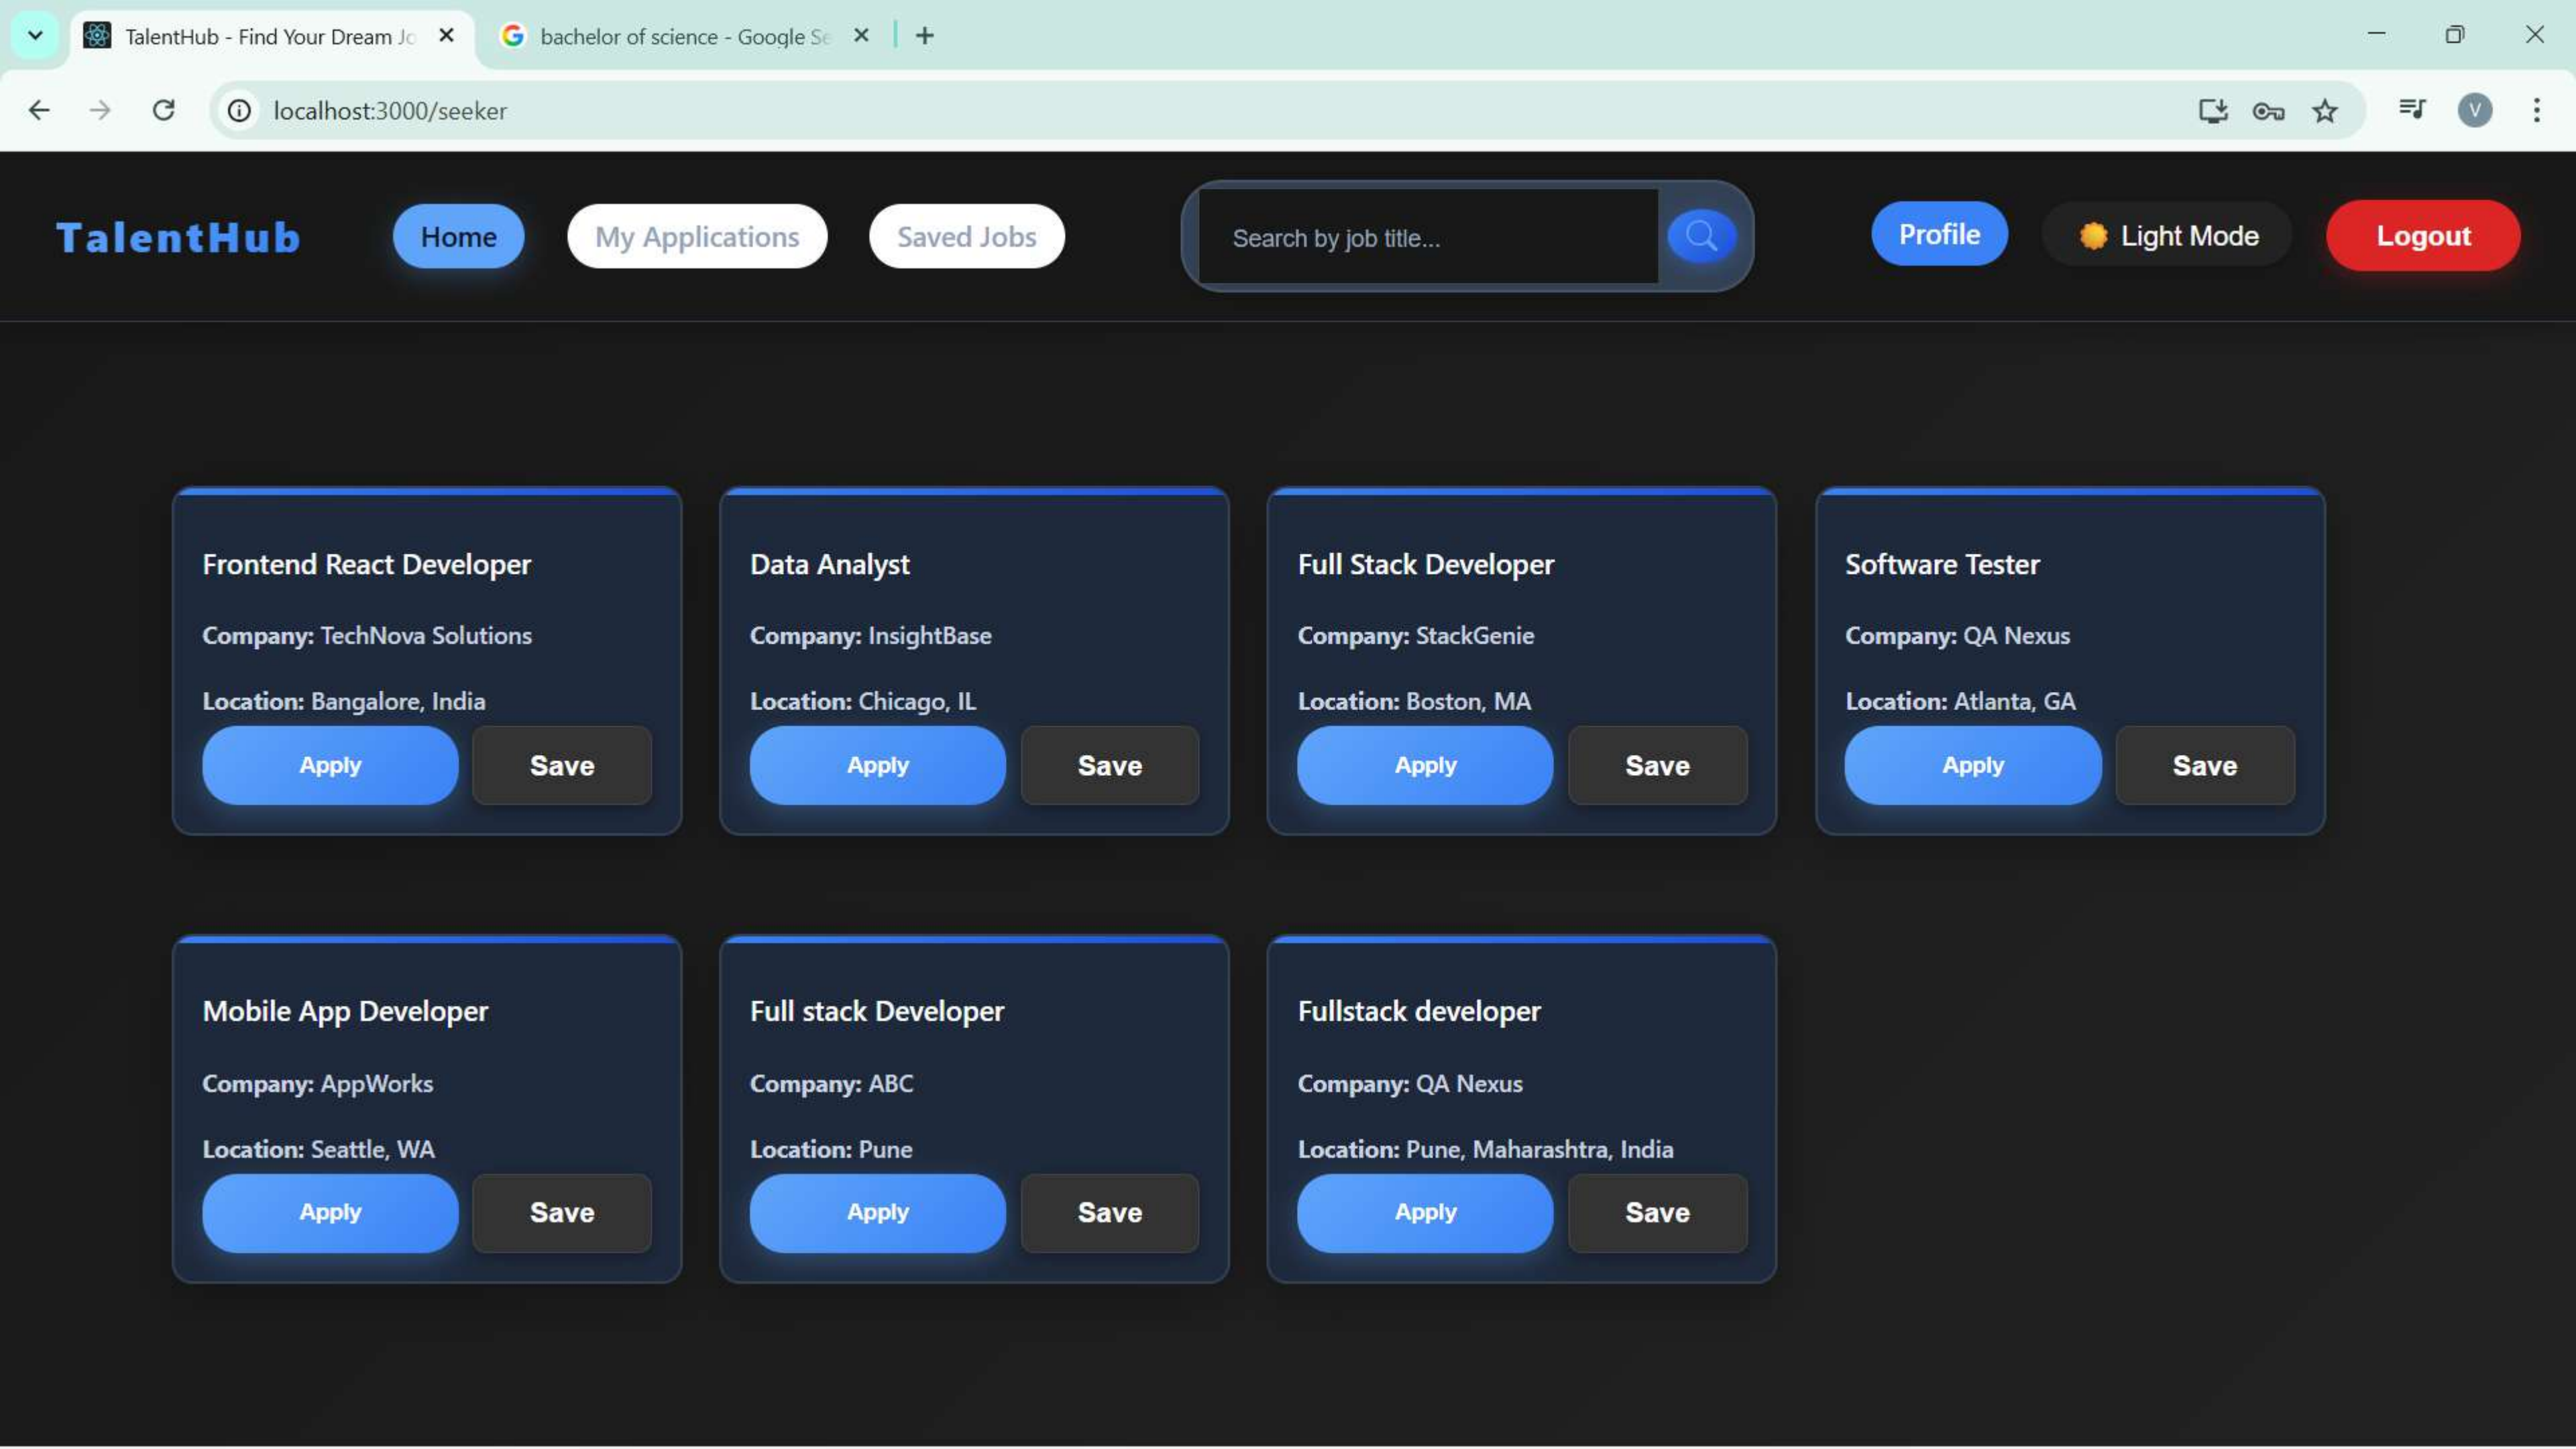 TalentHub - Find Your Dream Jo
bachelor of science - Google Se
localhost:3000/seeker
V
TalentHub
Home
My Applications
Saved Jobs
Search by job title...
Profile
Light Mode
Logout
Frontend React Developer
Company: TechNova Solutions
Location: Bangalore, India
Apply
Save
Data Analyst
Company: InsightBase
Location: Chicago, IL
Apply
Save
Full Stack Developer
Company: StackGenie
Location: Boston, MA
Apply
Save
Software Tester
Company: QA Nexus
Location: Atlanta, GA
Apply
Save
Mobile App Developer
Company: AppWorks
Location: Seattle, WA
Apply
Save
Full stack Developer
Company: ABC
Location: Pune
Apply
Save
Fullstack developer
Company: QA Nexus
Location: Pune, Maharashtra, India
Apply
Save